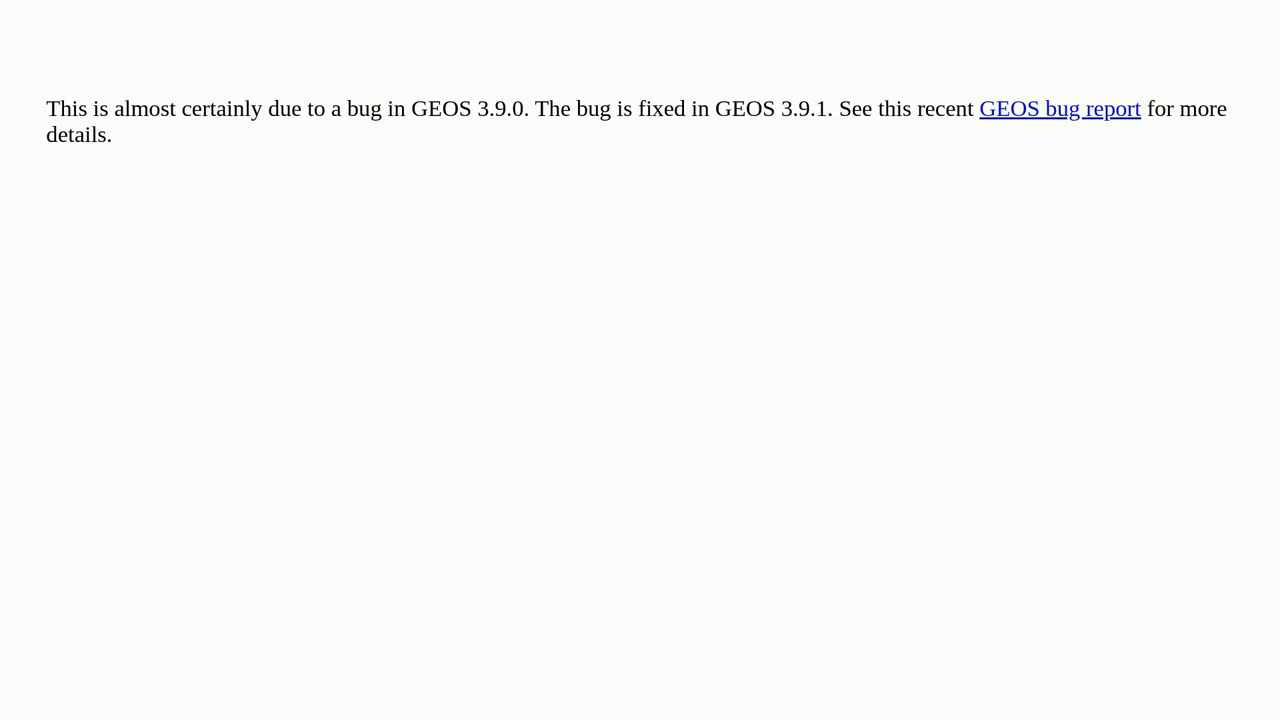 This is almost certainly due to a bug in GEOS 3.9.0. The bug is fixed in GEOS 3.9.1. See this recent GEOS bug report for more
details.